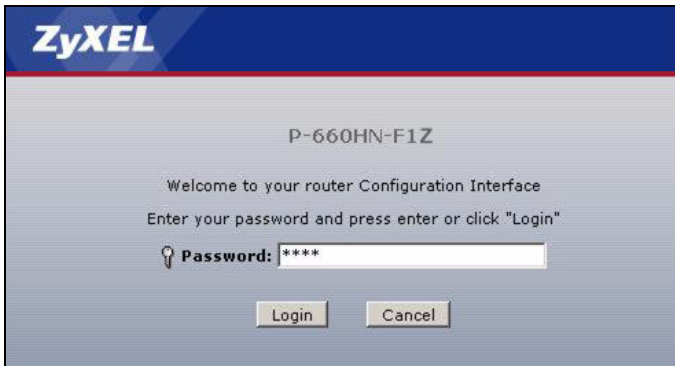 ZyXEL
P-660HN-F1Z
Welcome to your router Configuration Interface
Enter your password and press enter or click "Login"
Password: ****
Login Cancel